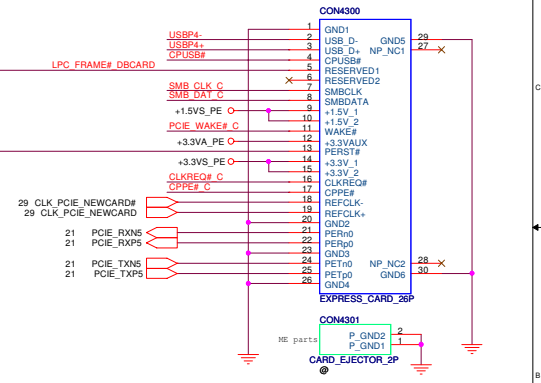 CON4300
1 GND1 GND5 29
USBP4- 2 USB_D- NP_NC1 27
USBP4+ 3 USB_D+
CPUSB# 4 CPUSB#
LPC_FRAME#_DBCARD 5 RESERVED1
6 RESERVED2
SMB_CLK_C 7 SMBCLK
SMB_DAT_C 8 SMBDATA
+1.5VS_PE 9 +1.5V_1
10 +1.5V_2
PCIE_WAKE#_C 11 WAKE#
+3.3VA_PE 12 +3.3VAUX
13 PERST#
+3.3VS_PE 14 +3.3V_1
15 +3.3V_2
CLKREQ#_C 16 CLKREQ#
CPPE#_C 17 CPPE#
29 CLK_PCIE_NEWCARD# 18 REFCLK-
29 CLK_PCIE_NEWCARD 19 REFCLK+
20 GND2
21 PCIE_RXN5 21 PERn0
21 PCIE_RXP5 22 PERp0
23 GND3
21 PCIE_TXN5 24 PETn0 NP_NC2 28
21 PCIE_TXP5 25 PETp0 GND6 30
26 GND4
EXPRESS_CARD_26P
CON4301
ME parts P_GND2 2
P_GND1 1
CARD_EJECTOR_2P
@
C
B